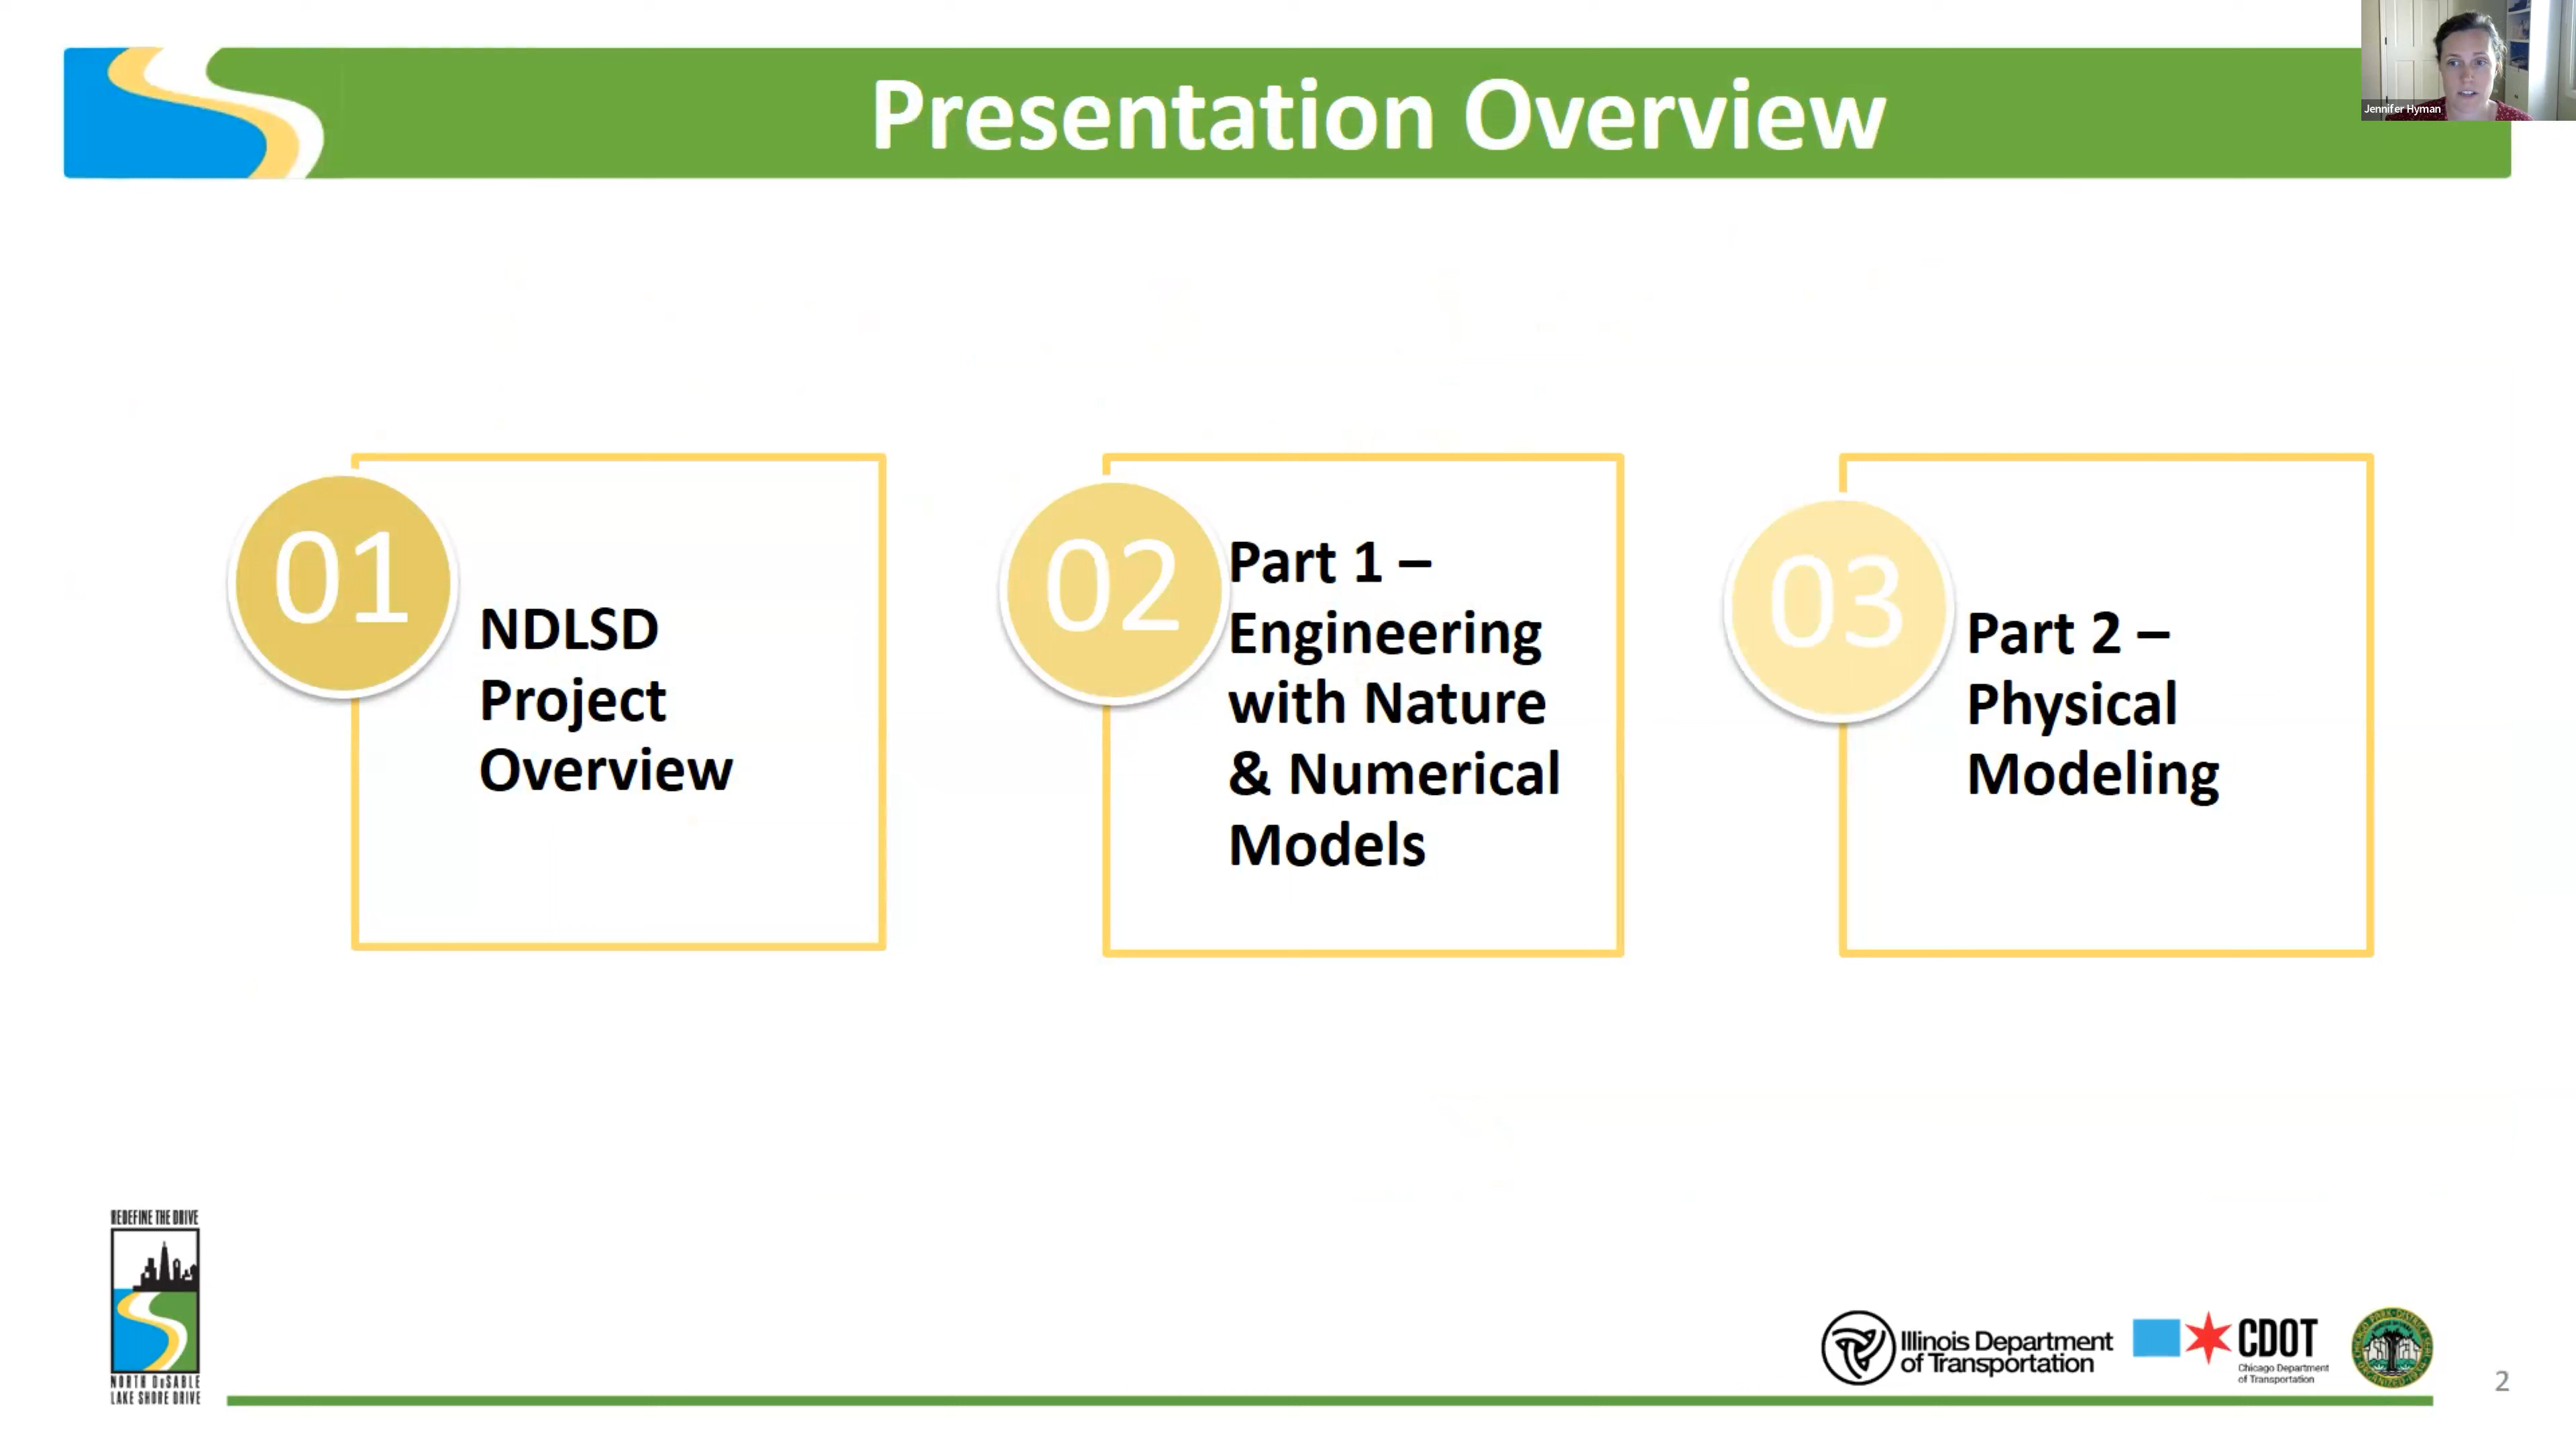 Presentation Overview
Jennifer Hyman
01
NDLSD
Project
Overview
02
Part 1 –
Engineering
with Nature
& Numerical
Models
03
Part 2 –
Physical
Modeling
REDEFINE THE DRIVE
NORTH DuSABLE
LAKE SHORE DRIVE
Illinois Department
of Transportation
CDOT
Chicago Department
of Transportation
2